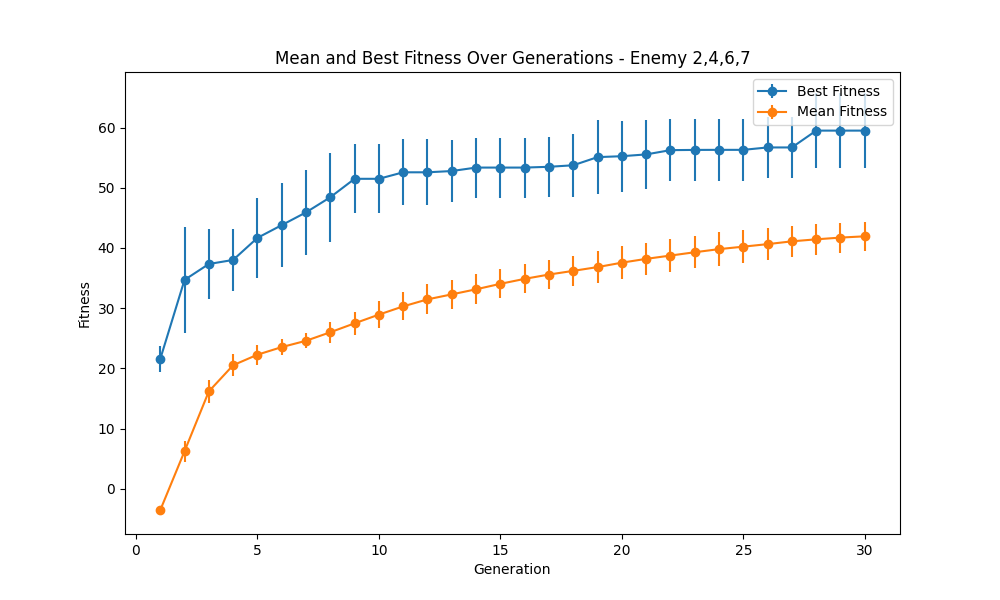 Mean and Best Fitness Over Generations - Enemy 2,4,6,7
Best Fitness
Mean Fitness
60
50
40
30
20
10
0
Fitness
0 5 10 15 20 25 30
Generation